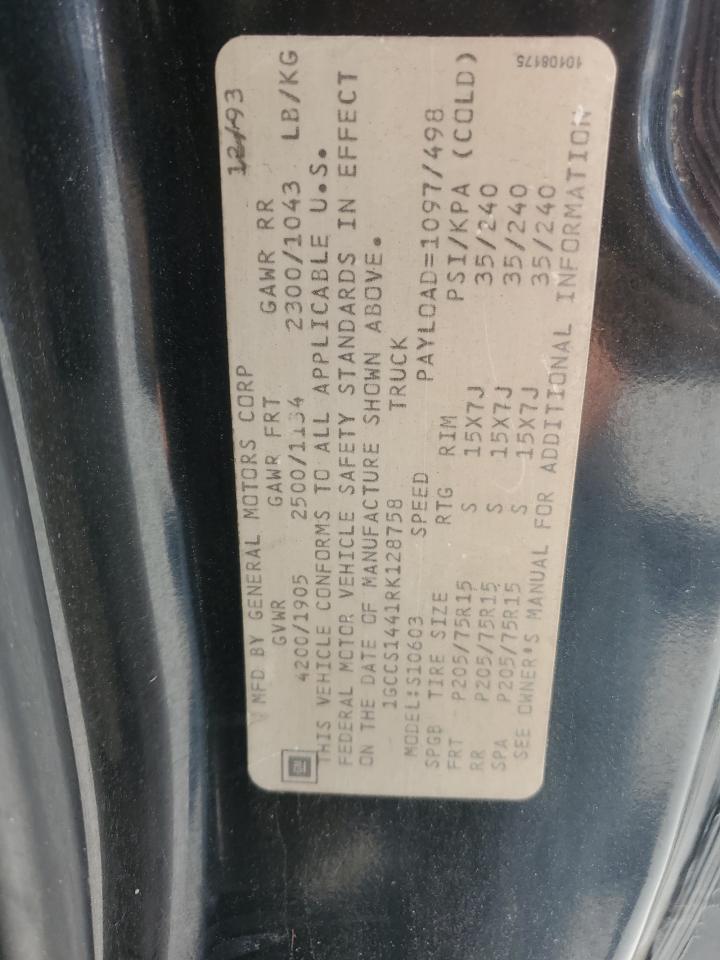 MFD BY GENERAL MOTORS CORP 12/93
GVWR GAWR FRT GAWR RR
4200/1905 2500/1134 2300/1043 LB/KG
THIS VEHICLE CONFORMS TO ALL APPLICABLE U.S.
FEDERAL MOTOR VEHICLE SAFETY STANDARDS IN EFFECT
ON THE DATE OF MANUFACTURE SHOWN ABOVE.
1GCCS1441RK128758 TRUCK
MODEL:S10603 PAYLOAD=1097/498
SPGB TIRE SIZE SPEED RTG RIM PSI/KPA (COLD)
FRT P205/75R15 S 15X7J 35/240
RR P205/75R15 S 15X7J 35/240
SPA P205/75R15 S 15X7J 35/240
SEE OWNER'S MANUAL FOR ADDITIONAL INFORMATION
10108175
GM